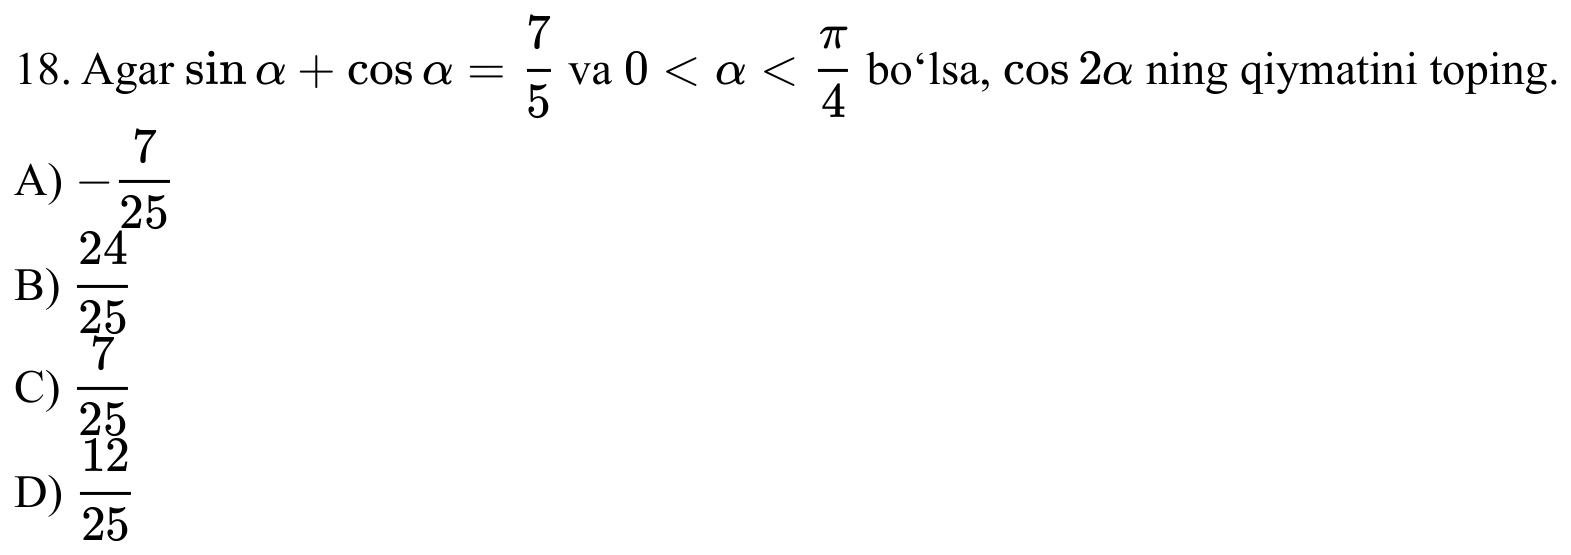 18. Agar sin α + cos α = 7/5 va 0 < α < π/4 bo‘lsa, cos 2α ning qiymatini toping.
A) −7/25
B) 24/25
C) 7/25
D) 12/25